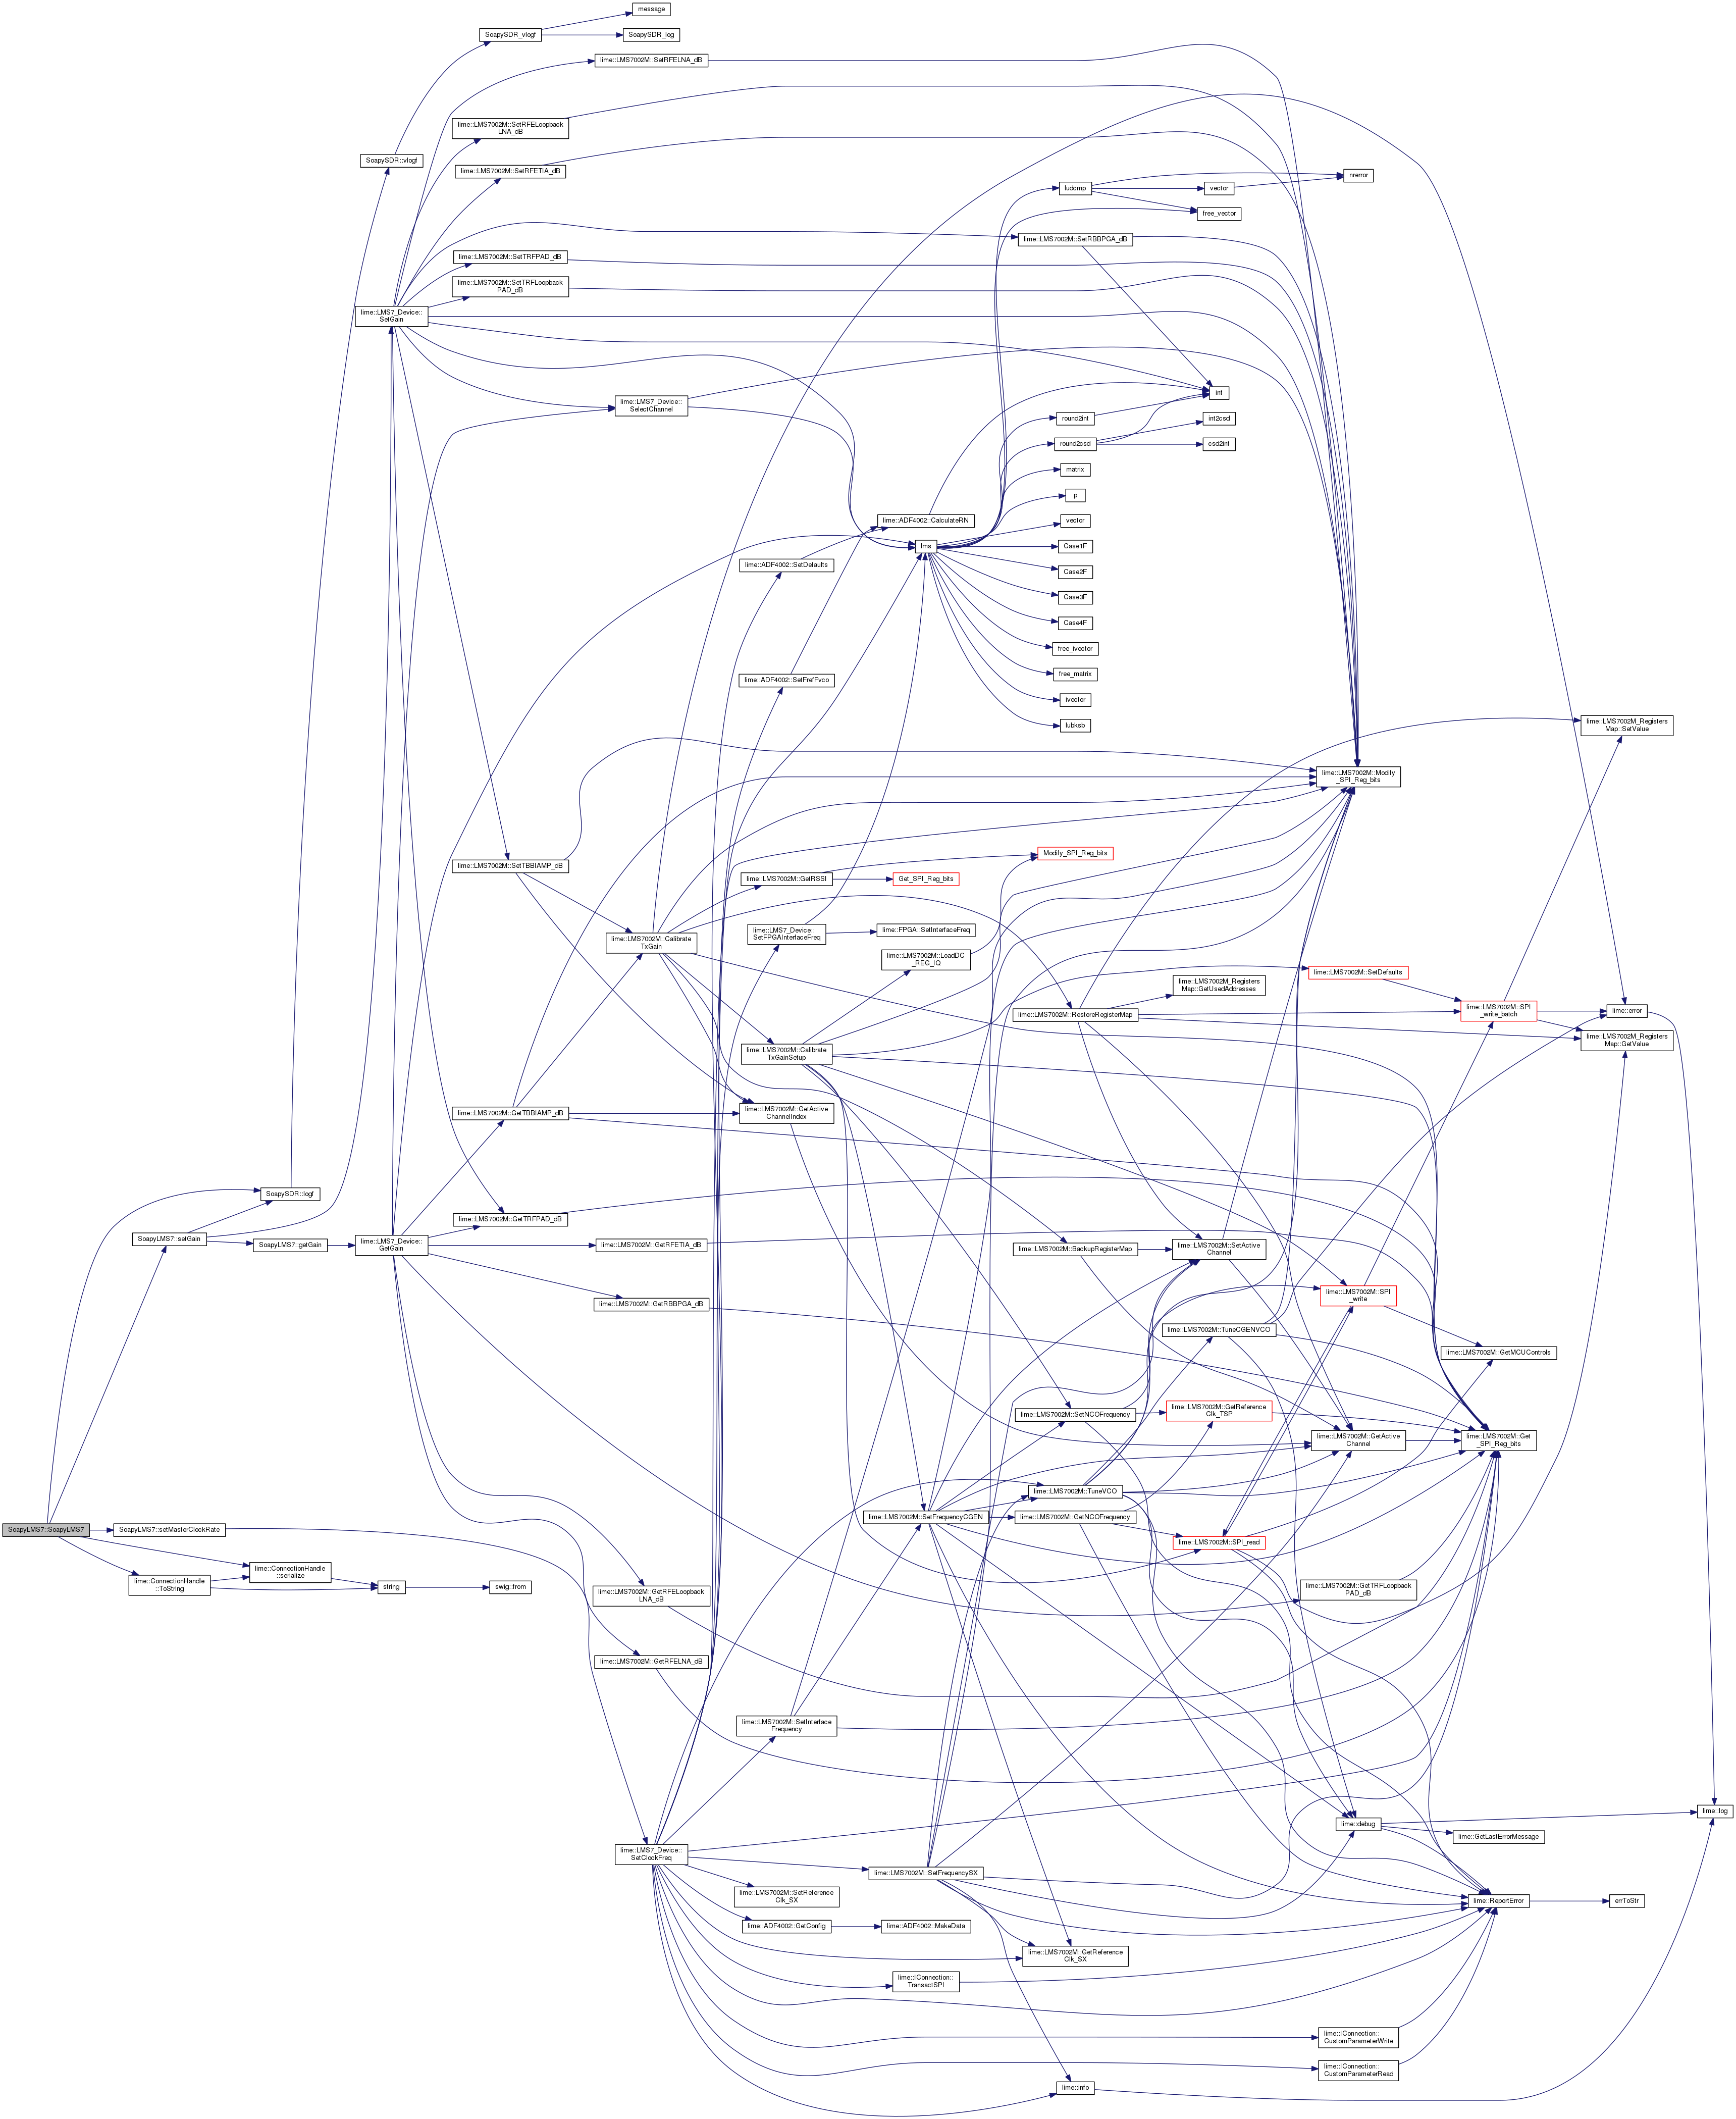 message
SoapySDR_vlogf
SoapySDR_log
lime::LMS7002M::SetRFELNA_dB
lime::LMS7002M::SetRFELoopback
LNA_dB
SoapySDR::vlogf
lime::LMS7002M::SetRFETIA_dB
nrerror
ludcmp
vector
free_vector
lime::LMS7002M::SetRBBPGA_dB
lime::LMS7002M::SetTRFPAD_dB
lime::LMS7002M::SetTRFLoopback
PAD_dB
lime::LMS7_Device::
SetGain
int
lime::LMS7_Device::
SelectChannel
round2int
int2csd
round2csd
csd2int
matrix
p
lime::ADF4002::CalculateRN
vector
lms
Case1F
lime::ADF4002::SetDefaults
Case2F
Case3F
Case4F
free_ivector
free_matrix
lime::ADF4002::SetFrefFvco
ivector
lubksb
lime::LMS7002M_Registers
Map::SetValue
lime::LMS7002M::Modify
_SPI_Reg_bits
Modify_SPI_Reg_bits
lime::LMS7002M::SetTBBIAMP_dB
lime::LMS7002M::GetRSSI
Get_SPI_Reg_bits
lime::LMS7_Device::
SetFPGAInterfaceFreq
lime::FPGA::SetInterfaceFreq
lime::LMS7002M::Calibrate
TxGain
lime::LMS7002M::LoadDC
_REG_IQ
lime::LMS7002M::SetDefaults
lime::LMS7002M_Registers
Map::GetUsedAddresses
lime::LMS7002M::SPI
_write_batch
lime::error
lime::LMS7002M::RestoreRegisterMap
lime::LMS7002M_Registers
Map::GetValue
lime::LMS7002M::Calibrate
TxGainSetup
lime::LMS7002M::GetTBBIAMP_dB
lime::LMS7002M::GetActive
ChannelIndex
SoapySDR::logf
lime::LMS7002M::GetTRFPAD_dB
SoapyLMS7::setGain
SoapyLMS7::getGain
lime::LMS7_Device::
GetGain
lime::LMS7002M::GetRFETIA_dB
lime::LMS7002M::BackupRegisterMap
lime::LMS7002M::SetActive
Channel
lime::LMS7002M::SPI
_write
lime::LMS7002M::GetRBBPGA_dB
lime::LMS7002M::TuneCGENVCO
lime::LMS7002M::GetMCUControls
lime::LMS7002M::SetNCOFrequency
lime::LMS7002M::GetReference
Clk_TSP
lime::LMS7002M::GetActive
Channel
lime::LMS7002M::Get
_SPI_Reg_bits
lime::LMS7002M::TuneVCO
lime::LMS7002M::SetFrequencyCGEN
lime::LMS7002M::GetNCOFrequency
SoapyLMS7::SoapyLMS7
SoapyLMS7::setMasterClockRate
lime::LMS7002M::SPI_read
lime::ConnectionHandle
::serialize
lime::ConnectionHandle
::ToString
string
swig::from
lime::LMS7002M::GetTRFLoopback
PAD_dB
lime::LMS7002M::GetRFELoopback
LNA_dB
lime::LMS7002M::GetRFELNA_dB
lime::LMS7002M::SetInterface
Frequency
lime::log
lime::debug
lime::GetLastErrorMessage
lime::LMS7_Device::
SetClockFreq
lime::LMS7002M::SetFrequencySX
lime::LMS7002M::SetReference
Clk_SX
lime::ReportError
errToStr
lime::ADF4002::GetConfig
lime::ADF4002::MakeData
lime::LMS7002M::GetReference
Clk_SX
lime::IConnection::
TransactSPI
lime::IConnection::
CustomParameterWrite
lime::IConnection::
CustomParameterRead
lime::info